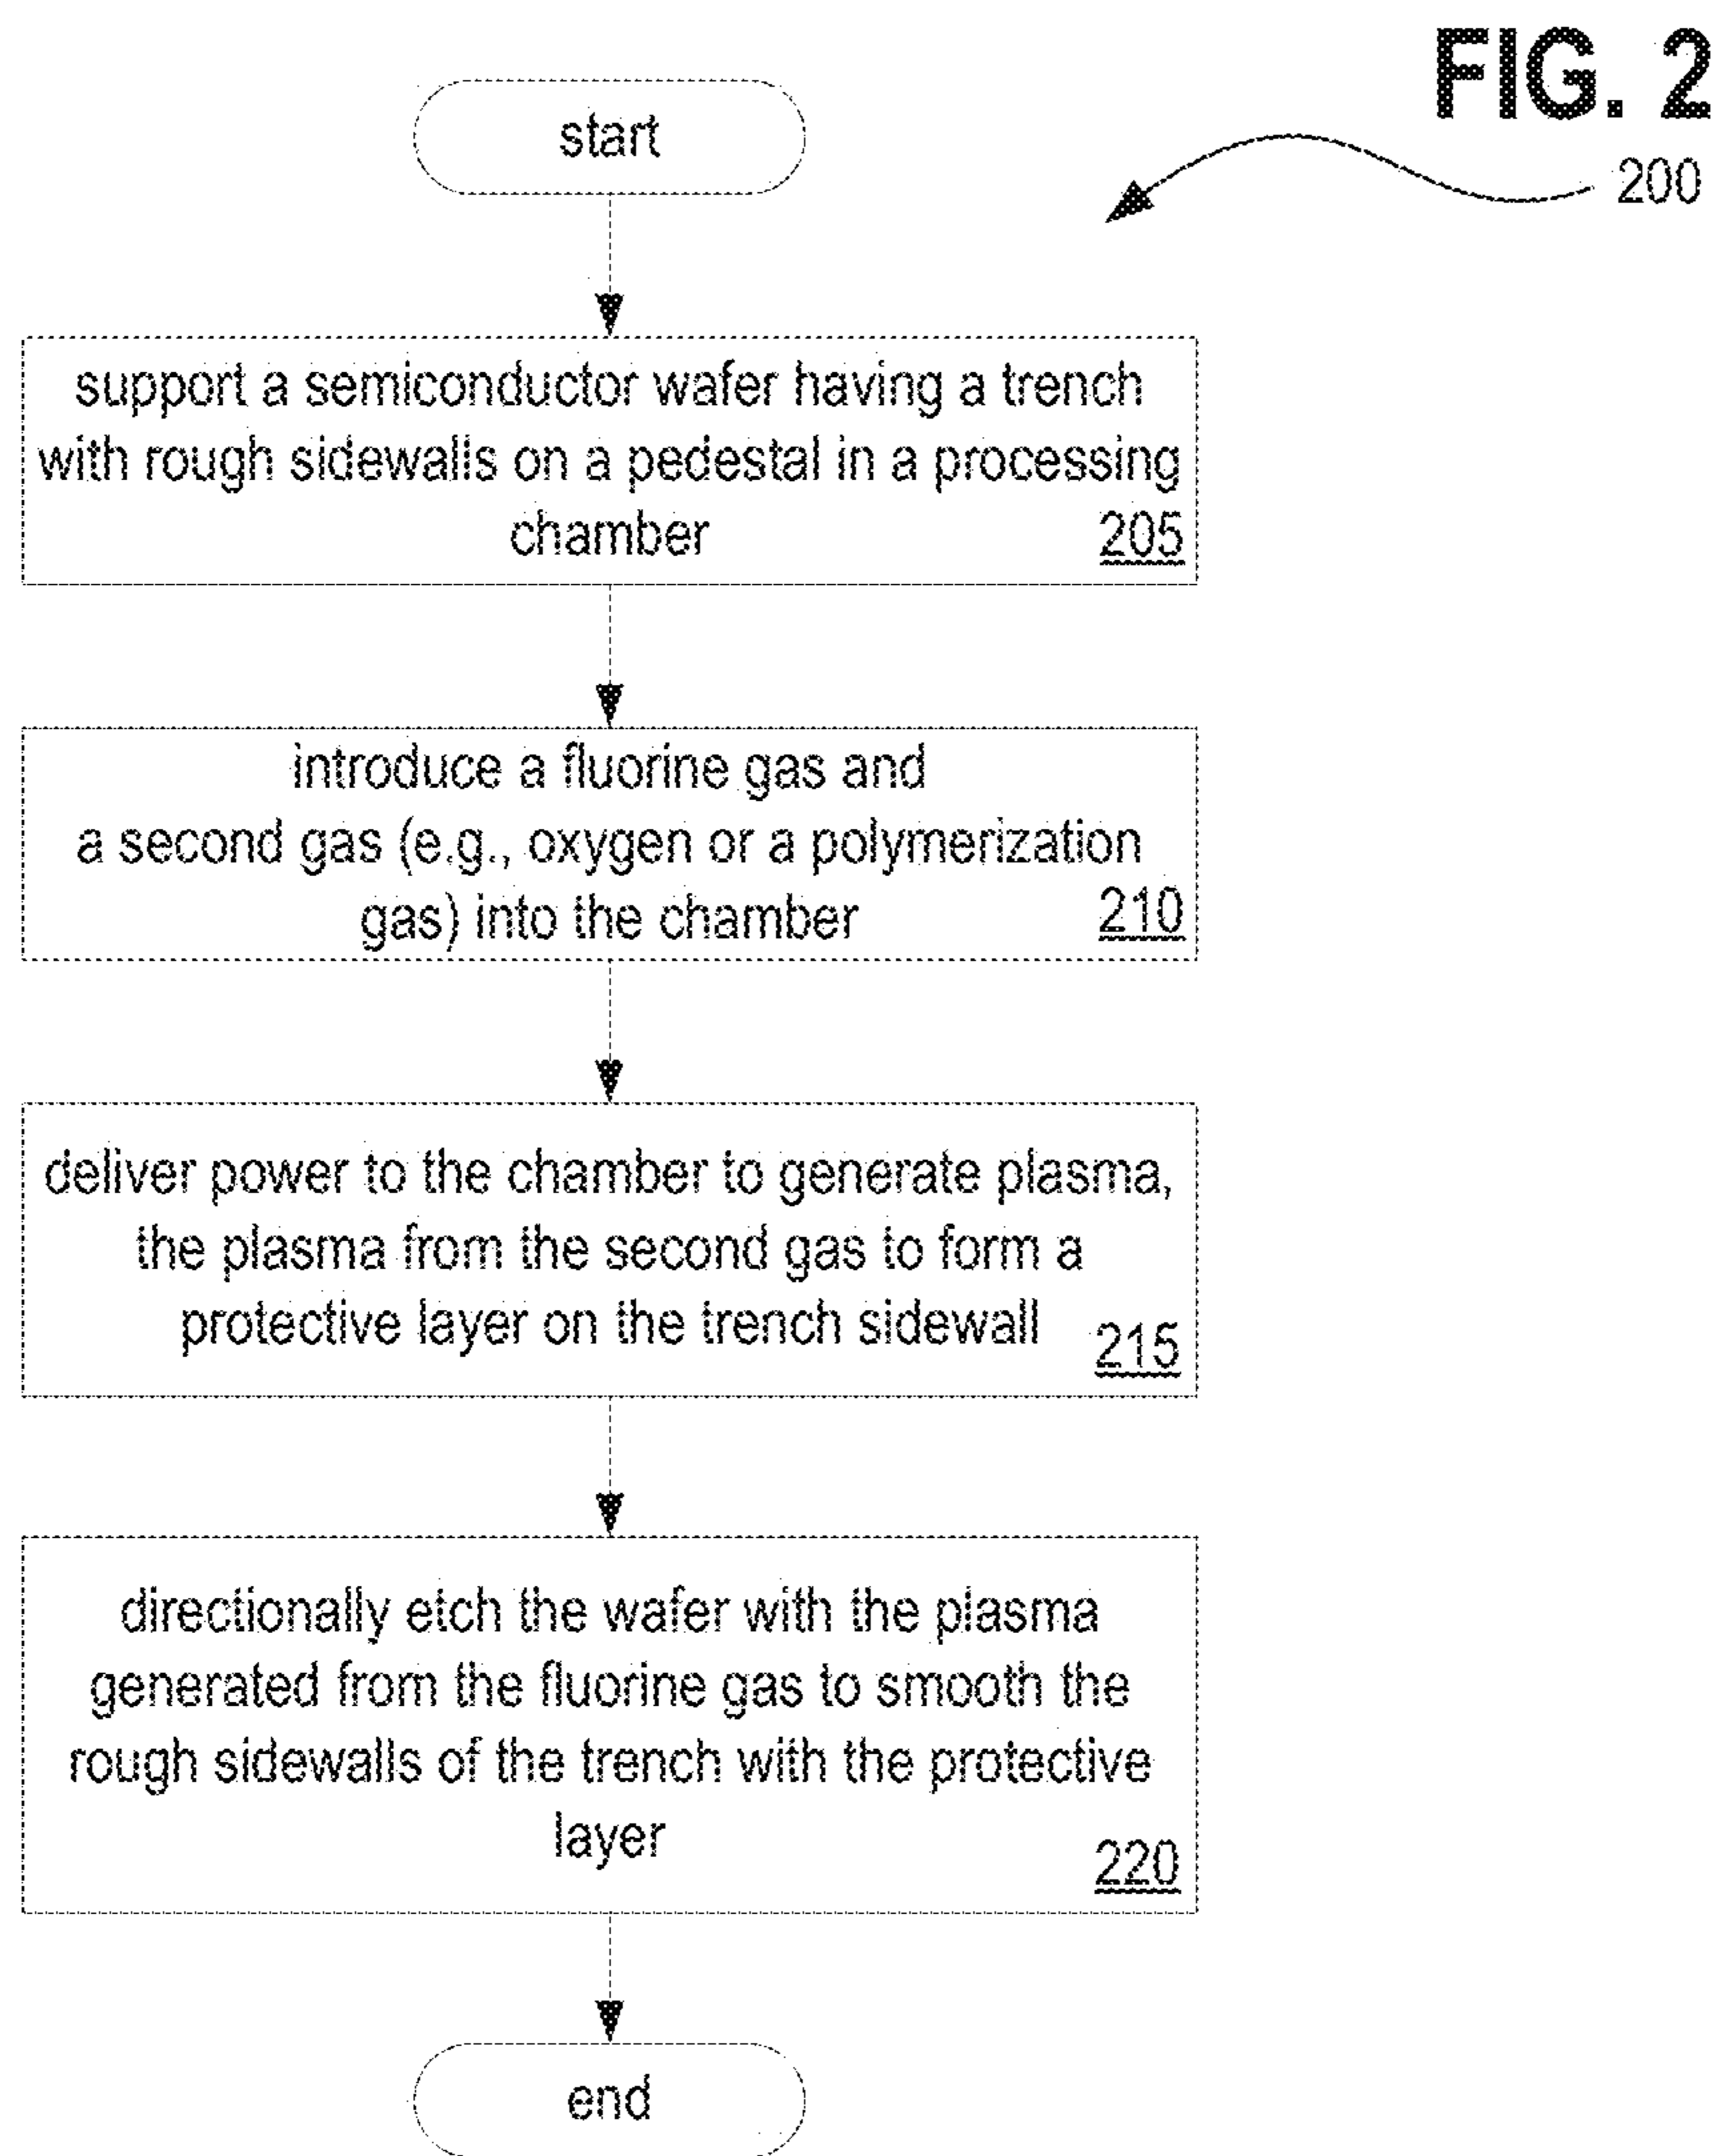 FIG. 2
200
start
support a semiconductor wafer having a trench
with rough sidewalls on a pedestal in a processing
chamber
205
introduce a fluorine gas and
a second gas (e.g., oxygen or a polymerization
gas) into the chamber
210
deliver power to the chamber to generate plasma,
the plasma from the second gas to form a
protective layer on the trench sidewall
215
directionally etch the wafer with the plasma
generated from the fluorine gas to smooth the
rough sidewalls of the trench with the protective
layer
220
end